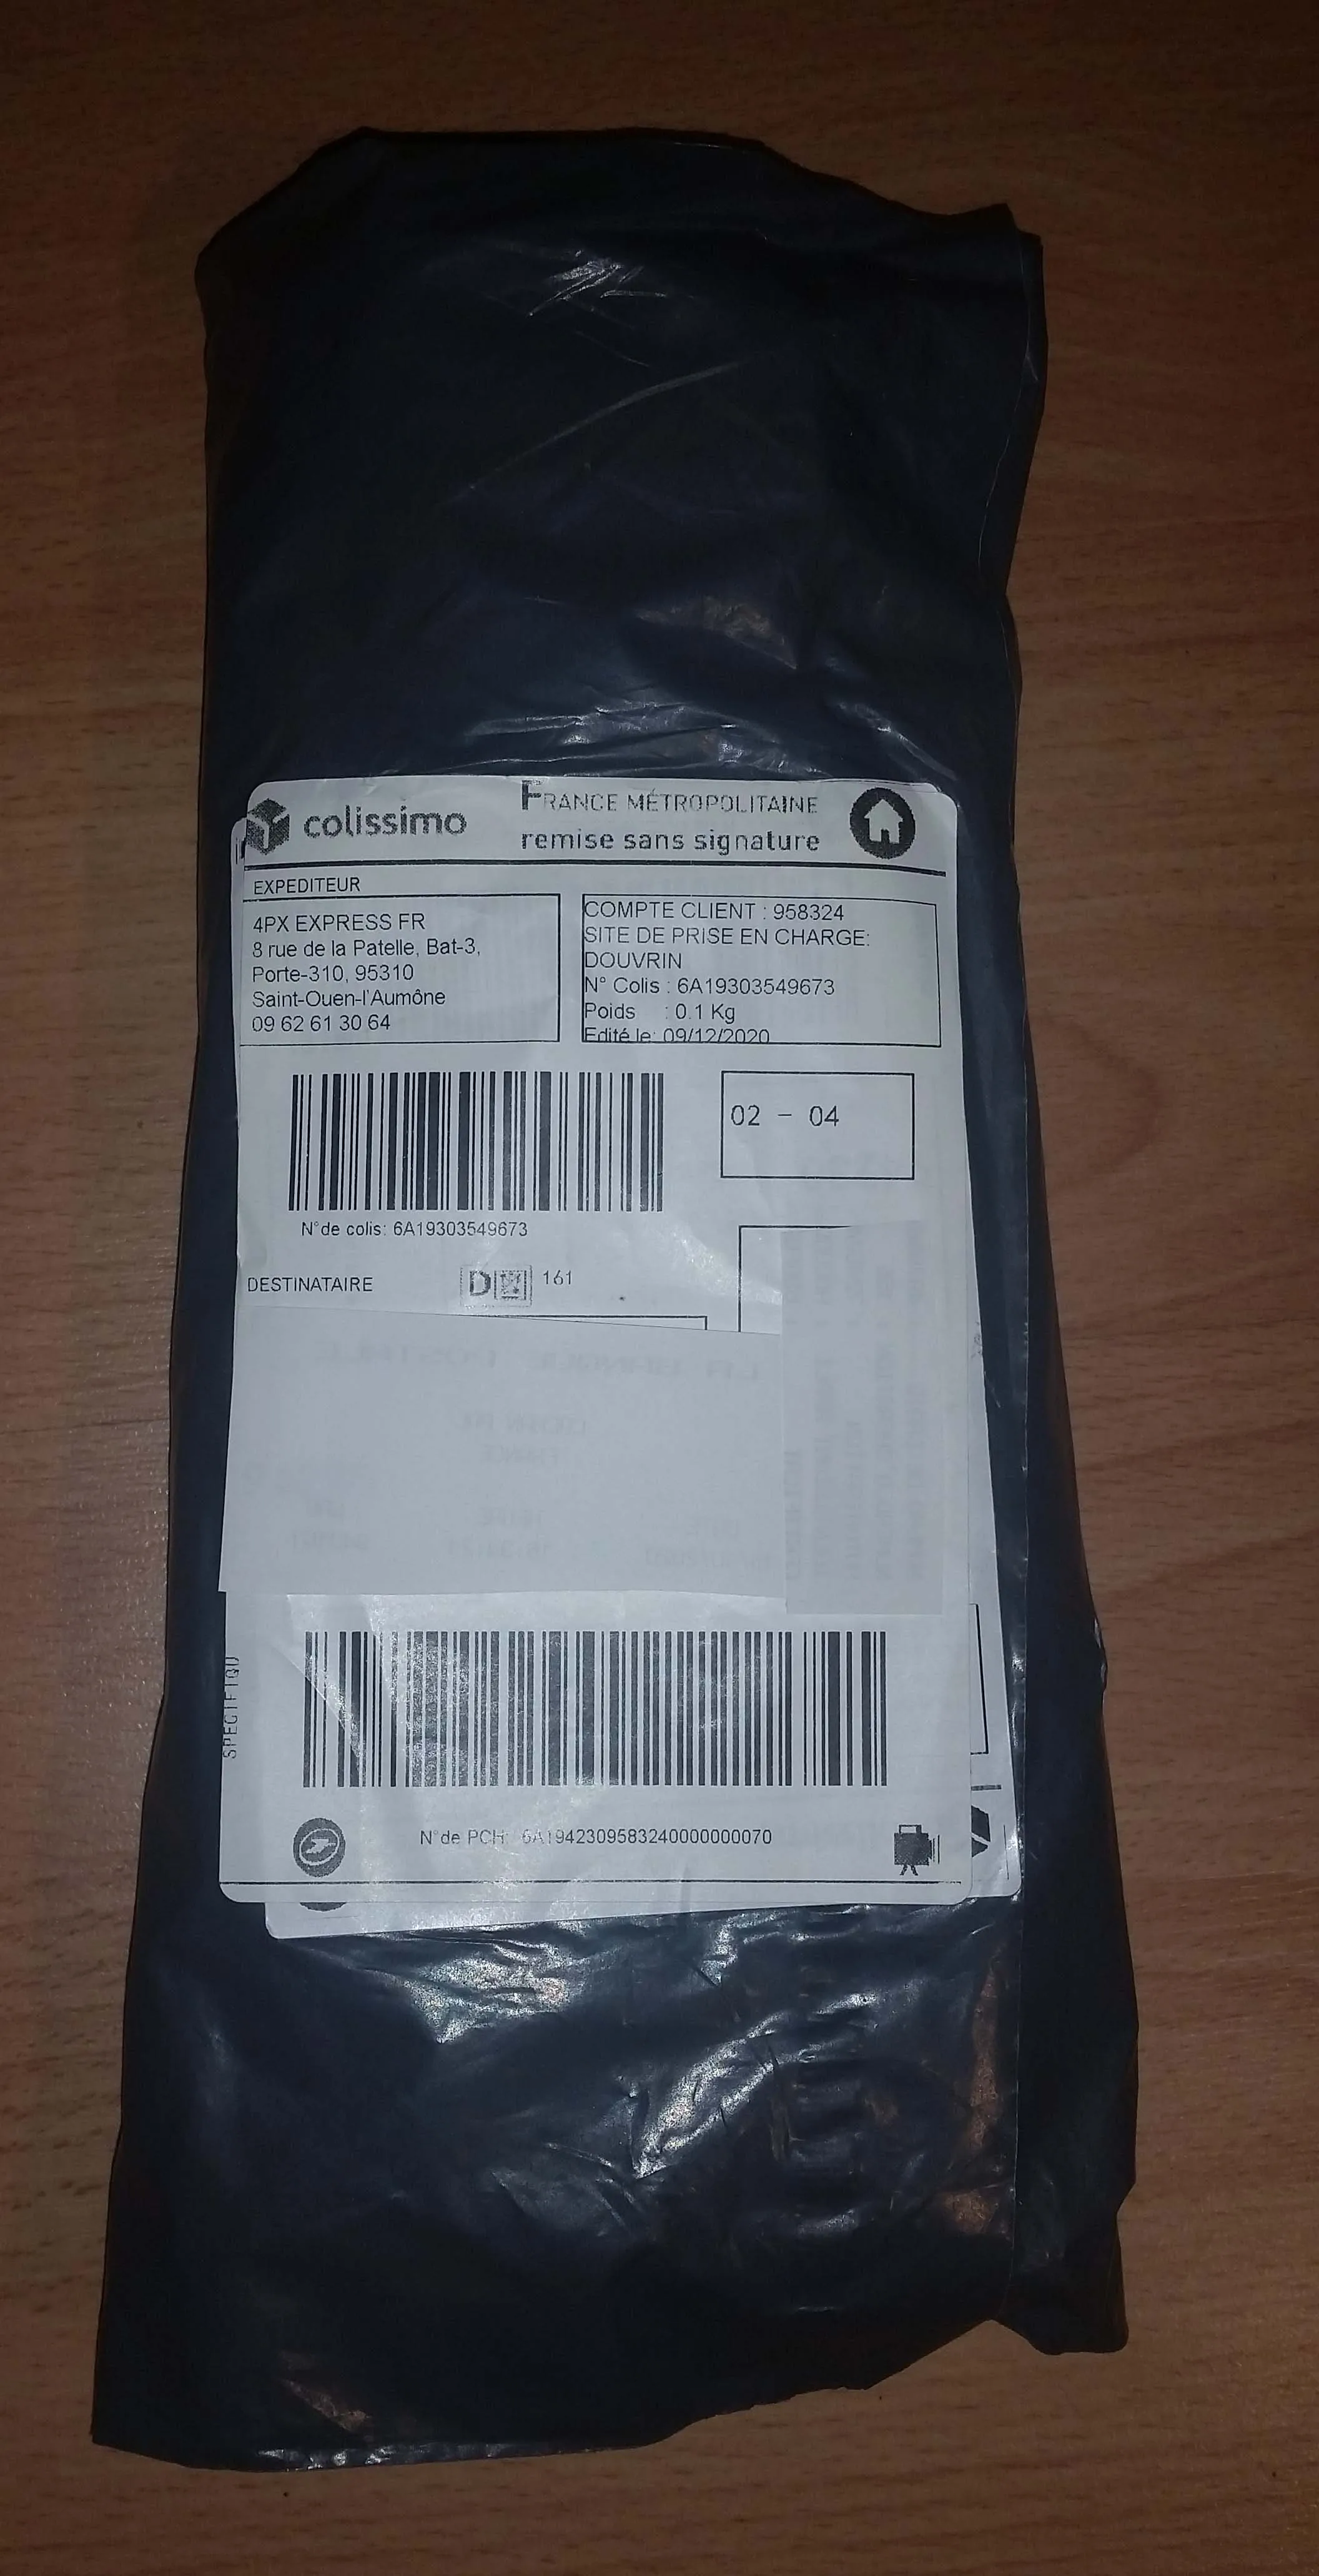 colissimo
FRANCE MÉTROPOLITAINE
remise sans signature
EXPEDITEUR
4PX EXPRESS FR
8 rue de la Patelle, Bat-3,
Porte-310, 95310
Saint-Ouen-l'Aumône
09 62 61 30 64
COMPTE CLIENT : 958324
SITE DE PRISE EN CHARGE:
DOUVRIN
N° Colis : 6A19303549673
Poids : 0.1 Kg
Edité le: 09/12/2020
02 - 04
N°de colis: 6A19303549673
DESTINATAIRE
D 161
SPECIFIQU
N°de PCH: 6A1942309583240000000070